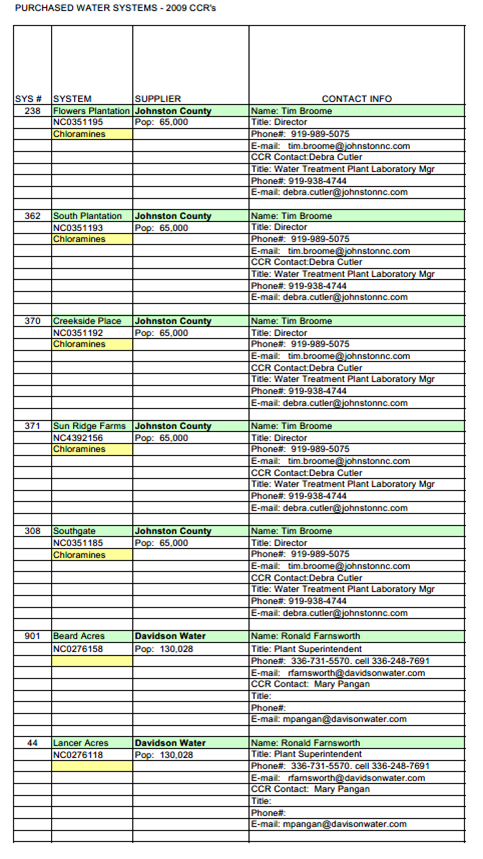 PURCHASED WATER SYSTEMS - 2009 CCR's
SYS # SYSTEM SUPPLIER CONTACT INFO
238 Flowers Plantation Johnston County Name: Tim Broome
NC0351195 Pop: 65,000 Title: Director
Chloramines Phone#: 919-989-5075
E-mail: tim.broome@johnstonnc.com
CCR Contact:Debra Cutler
Title: Water Treatment Plant Laboratory Mgr
Phone#: 919-938-4744
E-mail: debra.cutler@johnstonnc.com
362 South Plantation Johnston County Name: Tim Broome
NC0351193 Pop: 65,000 Title: Director
Chloramines Phone#: 919-989-5075
E-mail: tim.broome@johnstonnc.com
CCR Contact:Debra Cutler
Title: Water Treatment Plant Laboratory Mgr
Phone#: 919-938-4744
E-mail: debra.cutler@johnstonnc.com
370 Creekside Place Johnston County Name: Tim Broome
NC0351192 Pop: 65,000 Title: Director
Chloramines Phone#: 919-989-5075
E-mail: tim.broome@johnstonnc.com
CCR Contact:Debra Cutler
Title: Water Treatment Plant Laboratory Mgr
Phone#: 919-938-4744
E-mail: debra.cutler@johnstonnc.com
371 Sun Ridge Farms Johnston County Name: Tim Broome
NC4392156 Pop: 65,000 Title: Director
Chloramines Phone#: 919-989-5075
E-mail: tim.broome@johnstonnc.com
CCR Contact:Debra Cutler
Title: Water Treatment Plant Laboratory Mgr
Phone#: 919-938-4744
E-mail: debra.cutler@johnstonnc.com
308 Southgate Johnston County Name: Tim Broome
NC0351185 Pop: 65,000 Title: Director
Chloramines Phone#: 919-989-5075
E-mail: tim.broome@johnstonnc.com
CCR Contact:Debra Cutler
Title: Water Treatment Plant Laboratory Mgr
Phone#: 919-938-4744
E-mail: debra.cutler@johnstonnc.com
901 Beard Acres Davidson Water Name: Ronald Farnsworth
NC0276158 Pop: 130,028 Title: Plant Superintendent
Phone#: 336-731-5570. cell 336-248-7691
E-mail: rfarnsworth@davidsonwater.com
CCR Contact: Mary Pangan
Title:
Phone#:
E-mail: mpangan@davisonwater.com
44 Lancer Acres Davidson Water Name: Ronald Farnsworth
NC0276118 Pop: 130,028 Title: Plant Superintendent
Phone#: 336-731-5570. cell 336-248-7691
E-mail: rfarnsworth@davidsonwater.com
CCR Contact: Mary Pangan
Title:
Phone#:
E-mail: mpangan@davisonwater.com